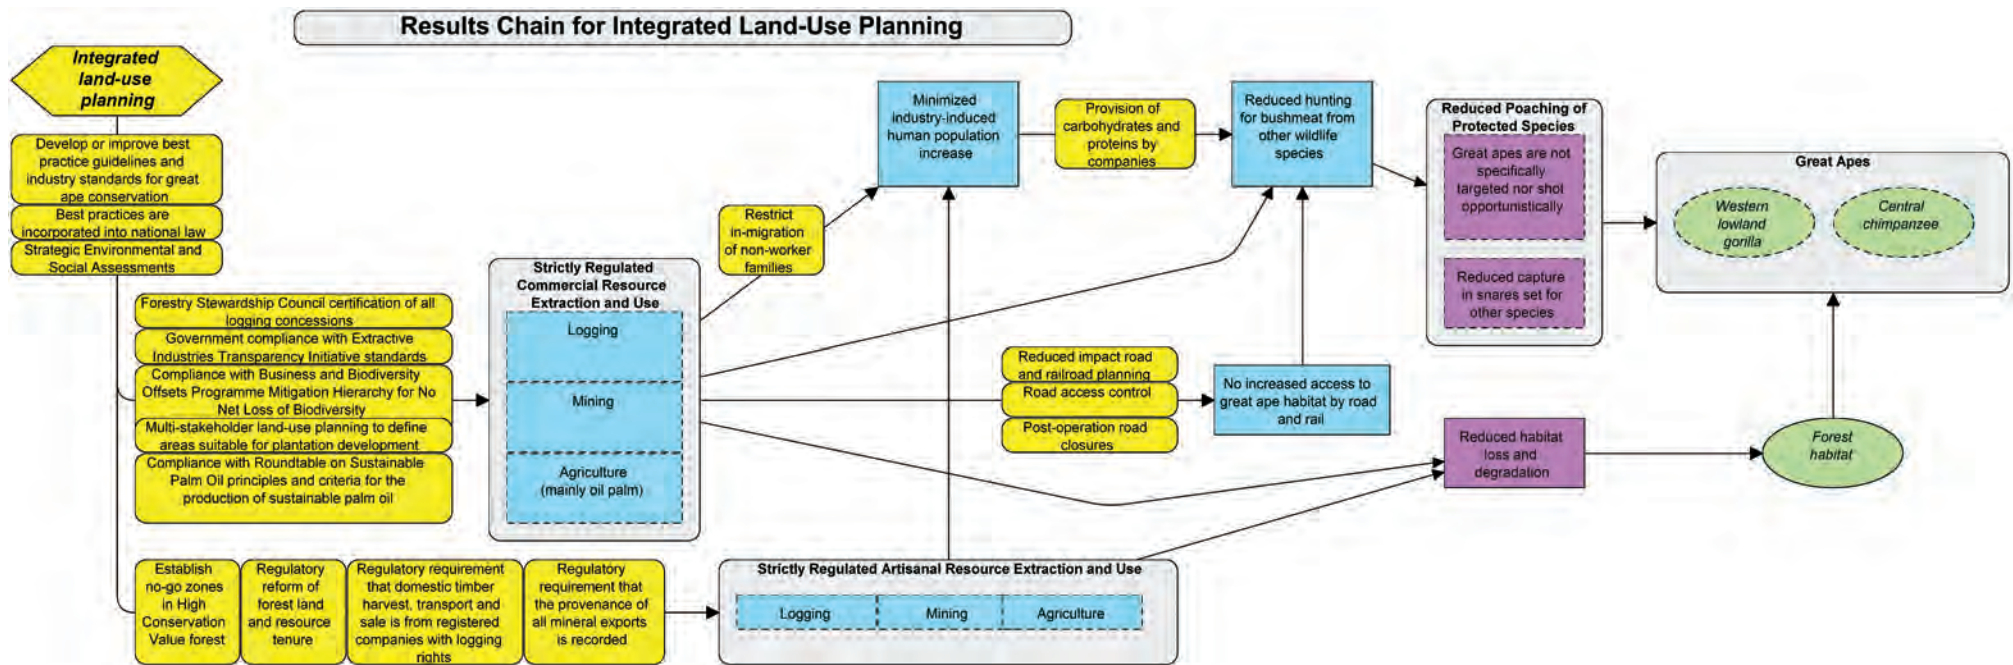 Results Chain for Integrated Land-Use Planning
Integrated
land-use
planning
Develop or improve best
practice guidelines and
industry standards for great
ape conservation
Best practices are
incorporated into national law
Strategic Environmental and
Social Assessments
Forestry Stewardship Council certification of all
logging concessions
Government compliance with Extractive
Industries Transparency Initiative standards
Compliance with Business and Biodiversity
Offsets Programme Mitigation Hierarchy for No
Net Loss of Biodiversity
Multi-stakeholder land-use planning to define
areas suitable for plantation development
Compliance with Roundtable on Sustainable
Palm Oil principles and criteria for the
production of sustainable palm oil
Establish
no-go zones
in High
Conservation
Value forest
Regulatory
reform of
forest land
and resource
tenure
Regulatory requirement
that domestic timber
harvest, transport and
sale is from registered
companies with logging
rights
Regulatory
requirement that
the provenance of
all mineral exports
is recorded
Strictly Regulated
Commercial Resource
Extraction and Use
Logging
Mining
Agriculture
(mainly oil palm)
Restrict
in-migration
of non-worker
families
Minimized
industry-induced
human population
increase
Provision of
carbohydrates and
proteins by
companies
Reduced hunting
for bushmeat from
other wildlife
species
Reduced impact road
and railroad planning
Road access control
Post-operation road
closures
No increased access to
great ape habitat by road
and rail
Strictly Regulated Artisanal Resource Extraction and Use
Logging
Mining
Agriculture
Reduced Poaching of
Protected Species
Great apes are not
specifically
targeted nor shot
opportunistically
Reduced capture
in snares set for
other species
Reduced habitat
loss and
degradation
Great Apes
Western
lowland
gorilla
Central
chimpanzee
Forest
habitat